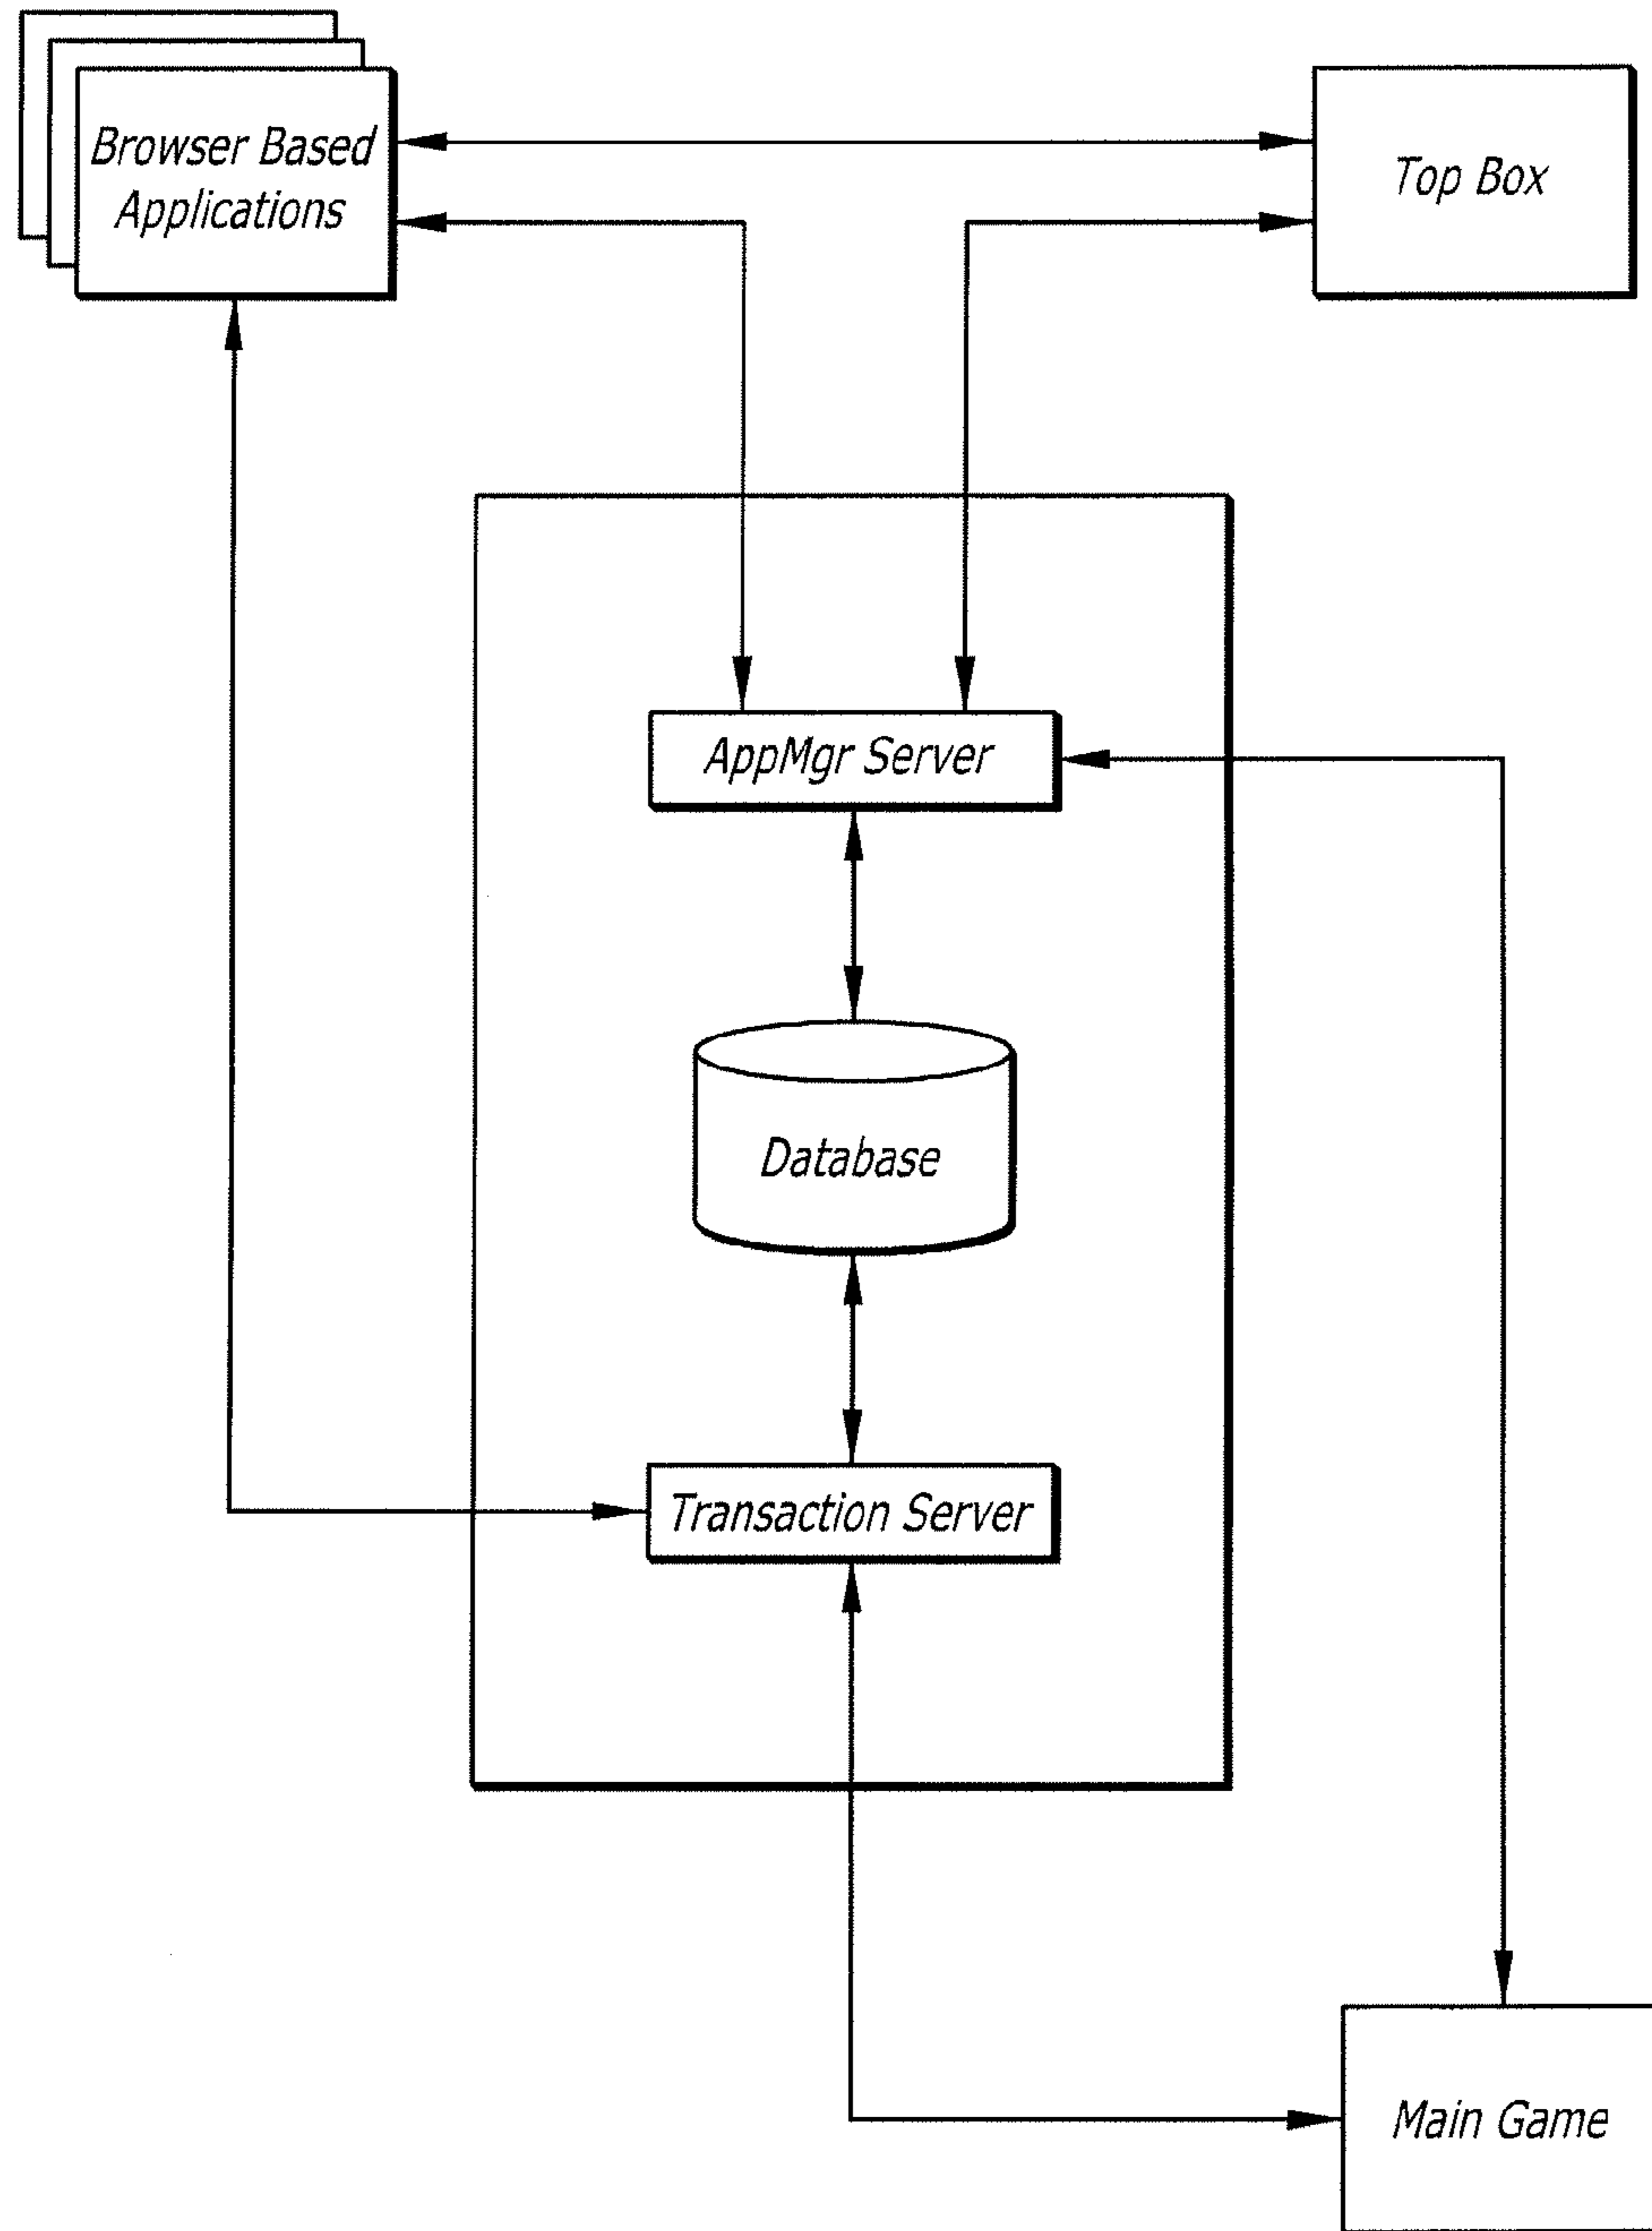 Browser Based
Applications
Top Box
AppMgr Server
Database
Transaction Server
Main Game